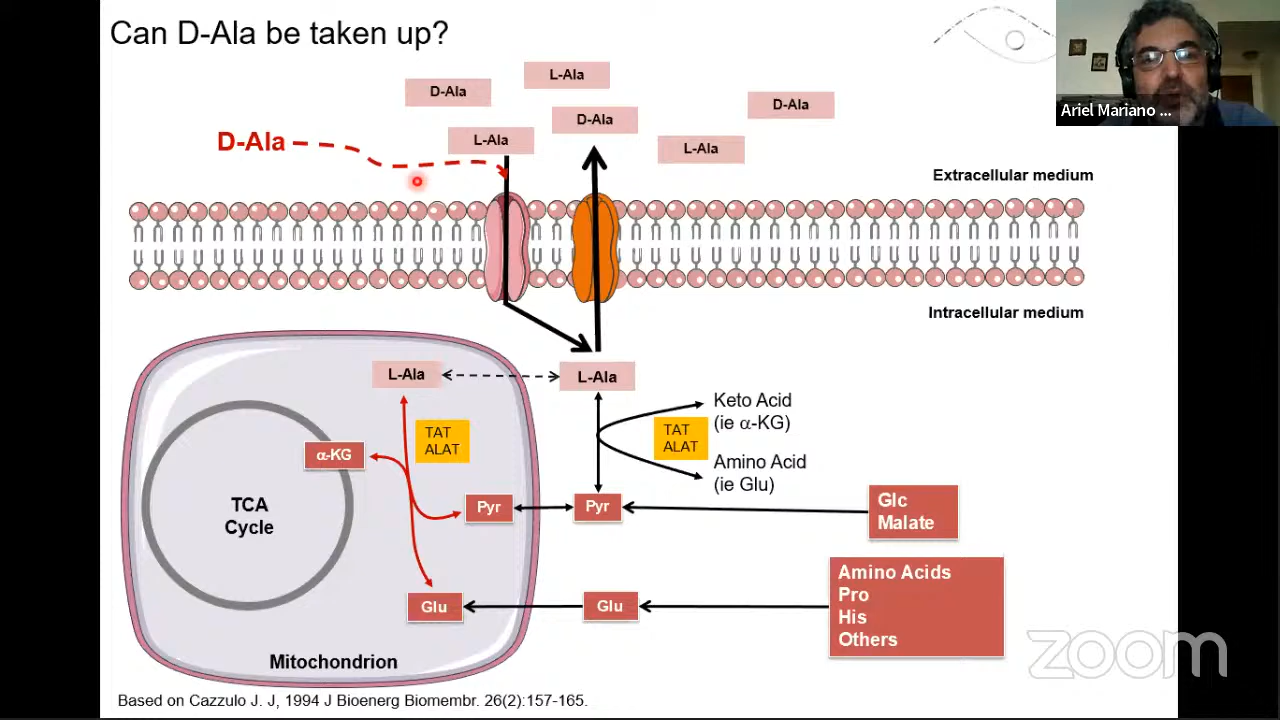 Can D-Ala be taken up?
L-Ala
D-Ala
D-Ala
D-Ala
Ariel Mariano ...
L-Ala
D-Ala
L-Ala
Extracellular medium
Intracellular medium
L-Ala
L-Ala
Keto Acid
(ie α-KG)
TAT
ALAT
TAT
ALAT
α-KG
Amino Acid
(ie Glu)
TCA
Cycle
Pyr
Pyr
Glc
Malate
Amino Acids
Pro
His
Others
Glu
Glu
Mitochondrion
zoom
Based on Cazzulo J. J, 1994 J Bioenerg Biomembr. 26(2):157-165.